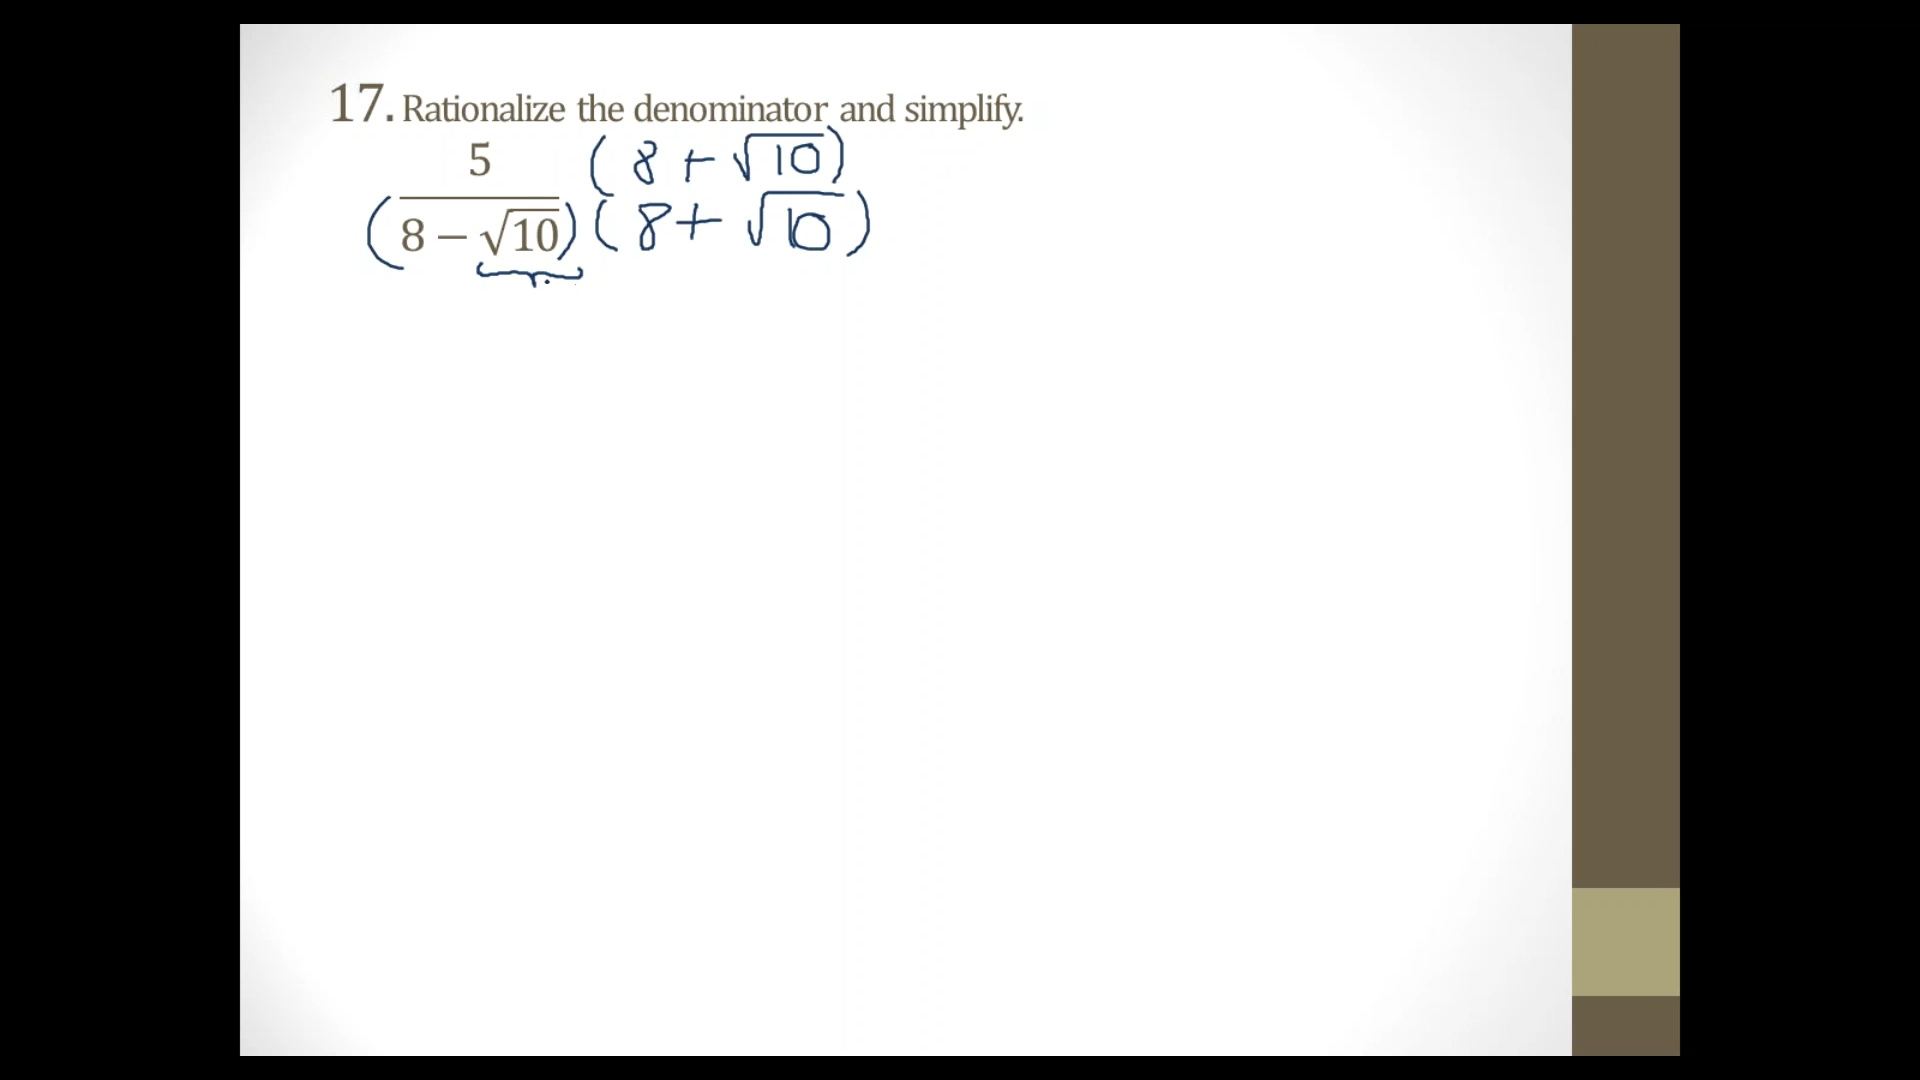 17. Rationalize the denominator and simplify.
5 (8 + √10)
(8 − √10) (8 + √10)